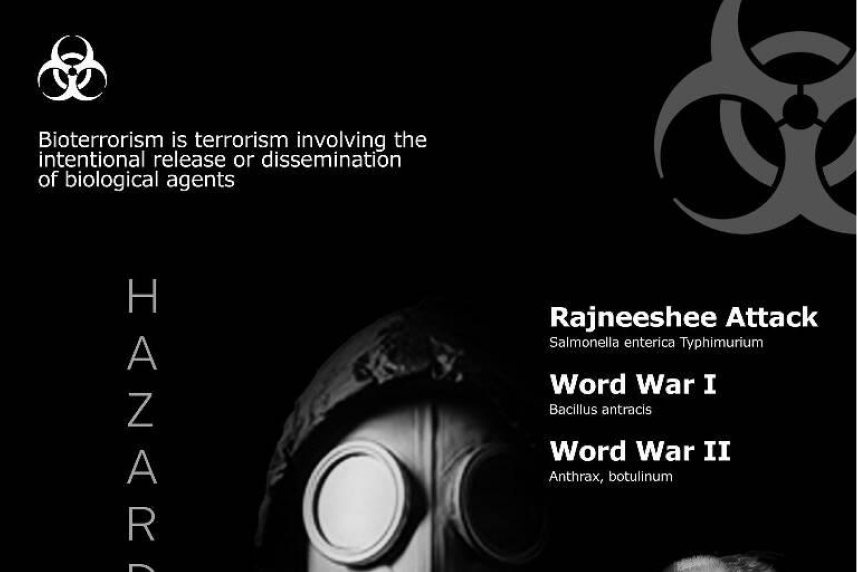 Bioterrorism is terrorism involving the
intentional release or dissemination
of biological agents
H
A
Z
A
R
D
Rajneeshee Attack
Salmonella enterica Typhimurium
Word War I
Bacillus antracis
Word War II
Anthrax, botulinum